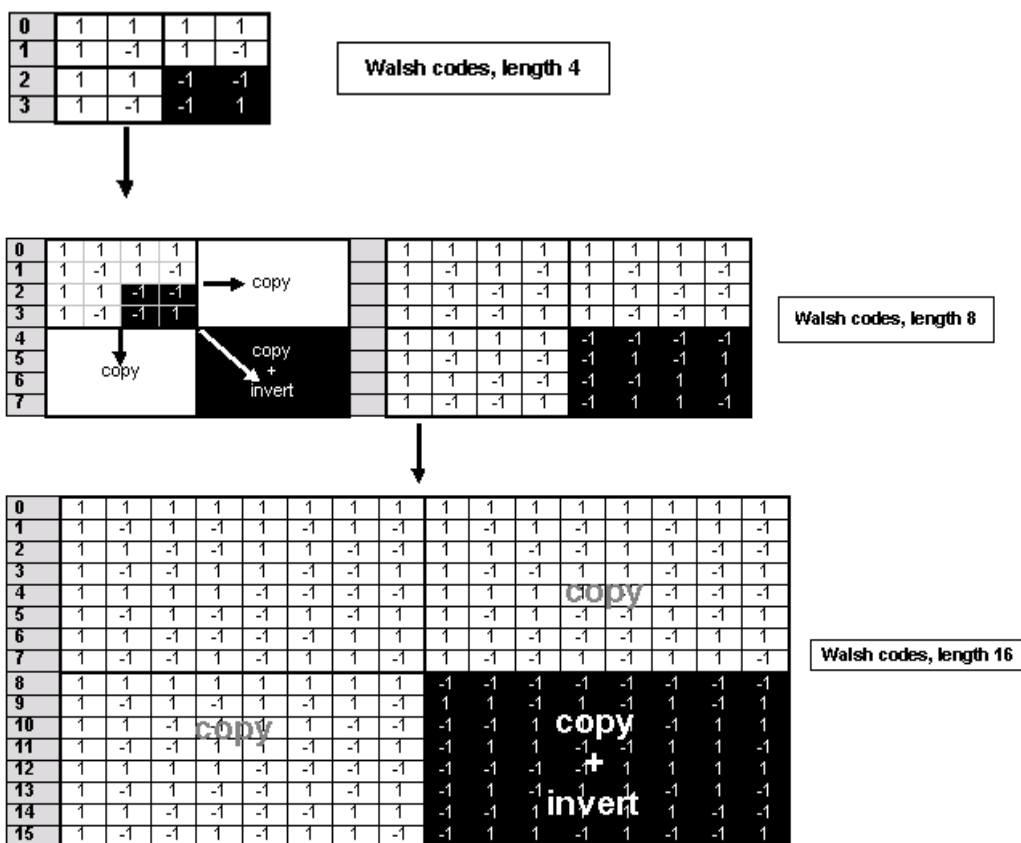 0 1 1 1 1
1 1 -1 1 -1
2 1 1 -1 -1
3 1 -1 -1 1
Walsh codes, length 4
0 1 1 1 1 1 1 1 1 1 1 1 1
1 1 -1 1 -1 1 -1 1 -1 1 -1 1 -1
copy
2 1 1 -1 -1 1 1 -1 -1 1 1 -1 -1
3 1 -1 -1 1 1 -1 -1 1 1 -1 -1 1
Walsh codes, length 8
4 1 1 1 1 -1 -1 -1 -1
5 1 -1 1 -1 -1 1 -1 1
6 1 1 -1 -1 -1 -1 1 1
7 1 -1 -1 1 -1 1 1 -1
copy
copy
+
invert
0 1 1 1 1 1 1 1 1 1 1 1 1 1 1 1 1
1 1 -1 1 -1 1 -1 1 -1 1 -1 1 -1 1 -1 1 -1
2 1 1 -1 -1 1 1 -1 -1 1 1 -1 -1 1 1 -1 -1
3 1 -1 -1 1 1 -1 -1 1 1 -1 -1 1 1 -1 -1 1
4 1 1 1 1 -1 -1 -1 -1 1 1 1 1 -1 -1 -1 -1
copy
5 1 -1 1 -1 -1 1 -1 1 1 -1 1 -1 -1 1 -1 1
6 1 1 -1 -1 -1 -1 1 1 1 1 -1 -1 -1 -1 1 1
7 1 -1 -1 1 -1 1 1 -1 1 -1 -1 1 -1 1 1 -1
Walsh codes, length 16
8 1 1 1 1 1 1 1 1 -1 -1 -1 -1 -1 -1 -1 -1
9 1 -1 1 -1 1 -1 1 -1 -1 1 -1 1 -1 1 -1 1
10 1 1 -1 -1 1 1 -1 -1 -1 -1 1 1 -1 -1 1 1
11 1 -1 -1 1 1 -1 -1 1 -1 1 1 -1 -1 1 1 -1
12 1 1 1 1 -1 -1 -1 -1 -1 -1 -1 -1 1 1 1 1
13 1 -1 1 -1 -1 1 -1 1 -1 1 -1 1 1 -1 1 -1
14 1 1 -1 -1 -1 -1 1 1 -1 -1 1 1 1 1 -1 -1
15 1 -1 -1 1 -1 1 1 -1 -1 1 1 -1 1 -1 -1 1
copy
copy
+
invert